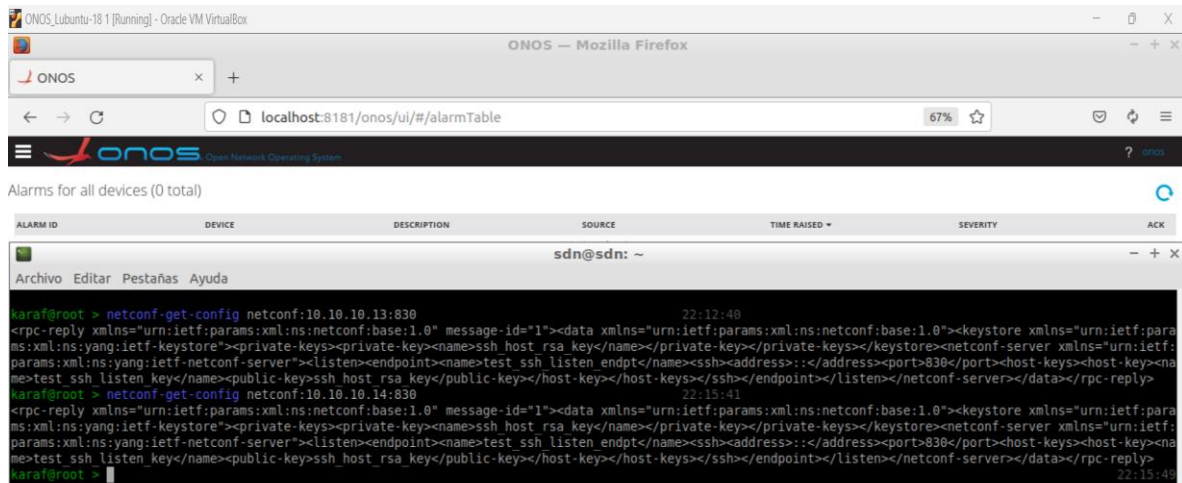 ONOS_Lubuntu-18 1 [Running] - Oracle VM VirtualBox
ONOS — Mozilla Firefox
ONOS
localhost:8181/onos/ui/#/alarmTable 67%
onos Open Network Operating System ? onos
Alarms for all devices (0 total)
ALARM ID DEVICE DESCRIPTION SOURCE TIME RAISED SEVERITY ACK
sdn@sdn: ~
Archivo Editar Pestañas Ayuda
karaf@root > netconf-get-config netconf:10.10.10.13:830 22:12:40
<rpc-reply xmlns="urn:ietf:params:xml:ns:netconf:base:1.0" message-id="1"><data xmlns="urn:ietf:params:xml:ns:netconf:base:1.0"><keystore xmlns="urn:ietf:para
ms:xml:ns:yang:ietf-keystore"><private-keys><private-key><name>ssh_host_rsa_key</name></private-key></private-keys></keystore><netconf-server xmlns="urn:ietf:
params:xml:ns:yang:ietf-netconf-server"><listen><endpoint><name>test_ssh_listen_endpt</name><ssh><address>::</address><port>830</port><host-keys><host-key><na
me>test_ssh_listen_key</name><public-key>ssh_host_rsa_key</public-key></host-key></host-keys></ssh></endpoint></listen></netconf-server></data></rpc-reply>
karaf@root > netconf-get-config netconf:10.10.10.14:830 22:15:41
<rpc-reply xmlns="urn:ietf:params:xml:ns:netconf:base:1.0" message-id="1"><data xmlns="urn:ietf:params:xml:ns:netconf:base:1.0"><keystore xmlns="urn:ietf:para
ms:xml:ns:yang:ietf-keystore"><private-keys><private-key><name>ssh_host_rsa_key</name></private-key></private-keys></keystore><netconf-server xmlns="urn:ietf:
params:xml:ns:yang:ietf-netconf-server"><listen><endpoint><name>test_ssh_listen_endpt</name><ssh><address>::</address><port>830</port><host-keys><host-key><na
me>test_ssh_listen_key</name><public-key>ssh_host_rsa_key</public-key></host-key></host-keys></ssh></endpoint></listen></netconf-server></data></rpc-reply>
karaf@root > 22:15:49